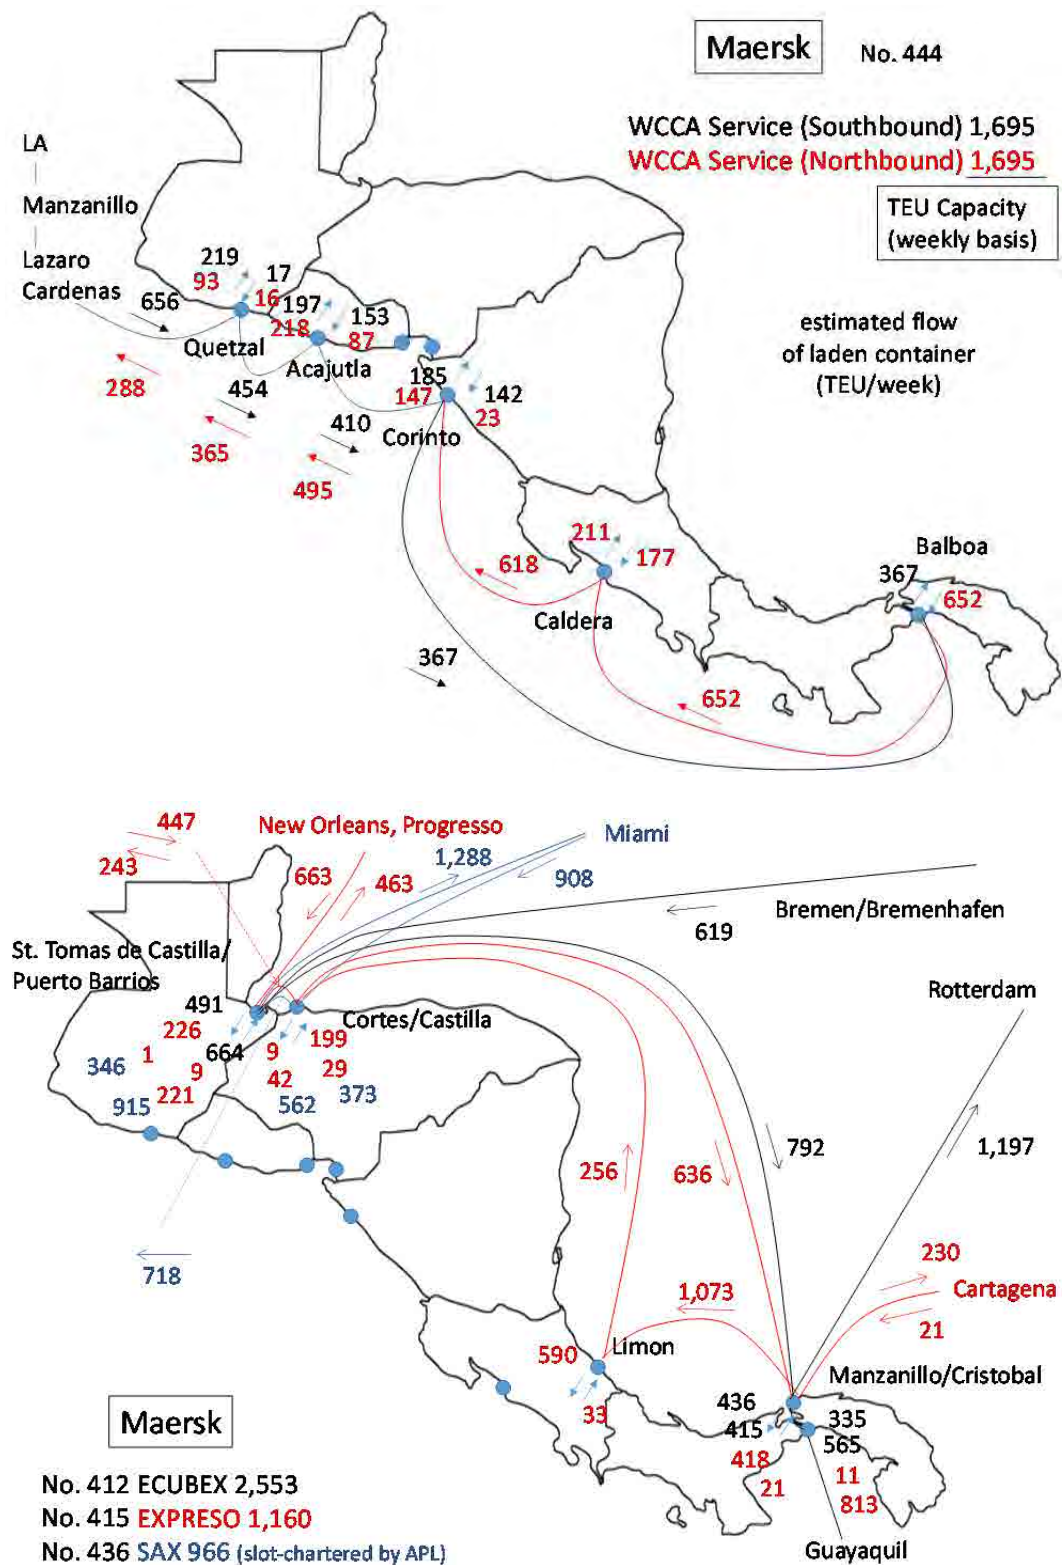 Maersk
No. 444
WCCA Service (Southbound) 1,695
WCCA Service (Northbound) 1,695
TEU Capacity
(weekly basis)
estimated flow
of laden container
(TEU/week)
LA
Manzanillo
Lazaro
Cardenas
656
219
93
17
16
197
218
153
87
Quetzal
Acajutla
185
147
142
23
Corinto
288
454
365
410
495
211
177
618
Caldera
Balboa
367
652
367
652
447
243
New Orleans, Progresso
663
463
Miami
1,288
908
Bremen/Bremenhafen
619
St. Tomas de Castilla/
Puerto Barrios
Rotterdam
491
226
664
346
1
9
221
915
Cortes/Castilla
9
199
42
29
562
373
718
256
636
792
1,197
230
Cartagena
21
1,073
590
Limon
33
Manzanillo/Cristobal
436
415
418
21
335
565
11
813
Guayaquil
Maersk
No. 412 ECUBEX 2,553
No. 415 EXPRESO 1,160
No. 436 SAX 966 (slot-chartered by APL)